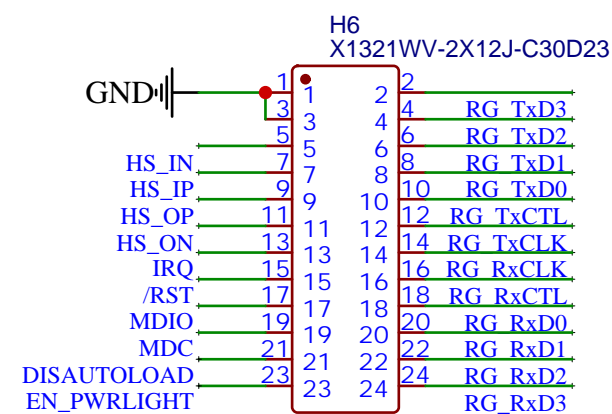 H6
X1321WV-2X12J-C30D23
GND 1 1 2 2
3 3 4 4 RG_TxD3
5 5 6 6 RG_TxD2
HS_IN 7 7 8 8 RG_TxD1
HS_IP 9 9 10 10 RG_TxD0
HS_OP 11 11 12 12 RG_TxCTL
HS_ON 13 13 14 14 RG_TxCLK
IRQ 15 15 16 16 RG_RxCLK
/RST 17 17 18 18 RG_RxCTL
MDIO 19 19 20 20 RG_RxD0
MDC 21 21 22 22 RG_RxD1
DISAUTOLOAD 23 23 24 24 RG_RxD2
EN_PWRLIGHT RG_RxD3